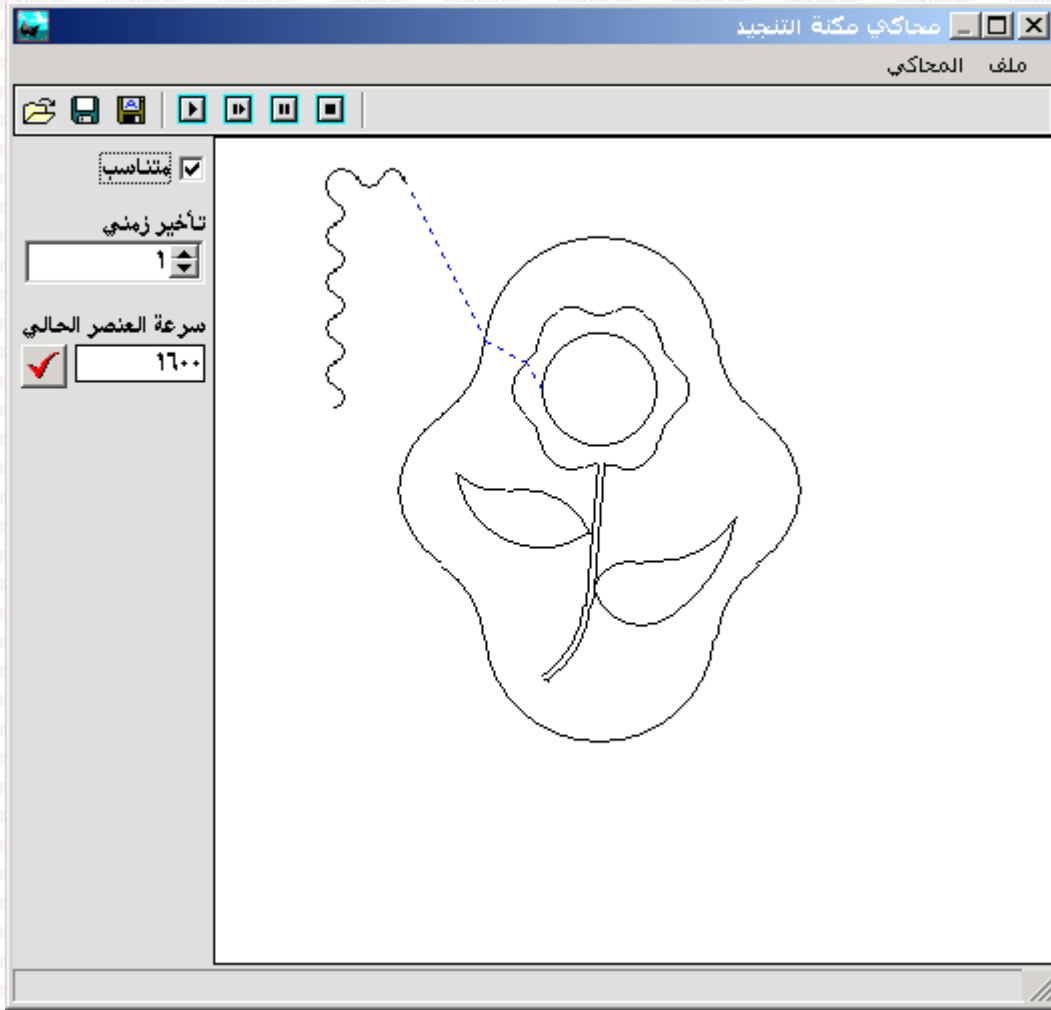 محاكي مكنة التنجيد
ملف المحاكي
متناسب
تأخير زمني
١
سرعة العنصر الحالي
١٦٠٠